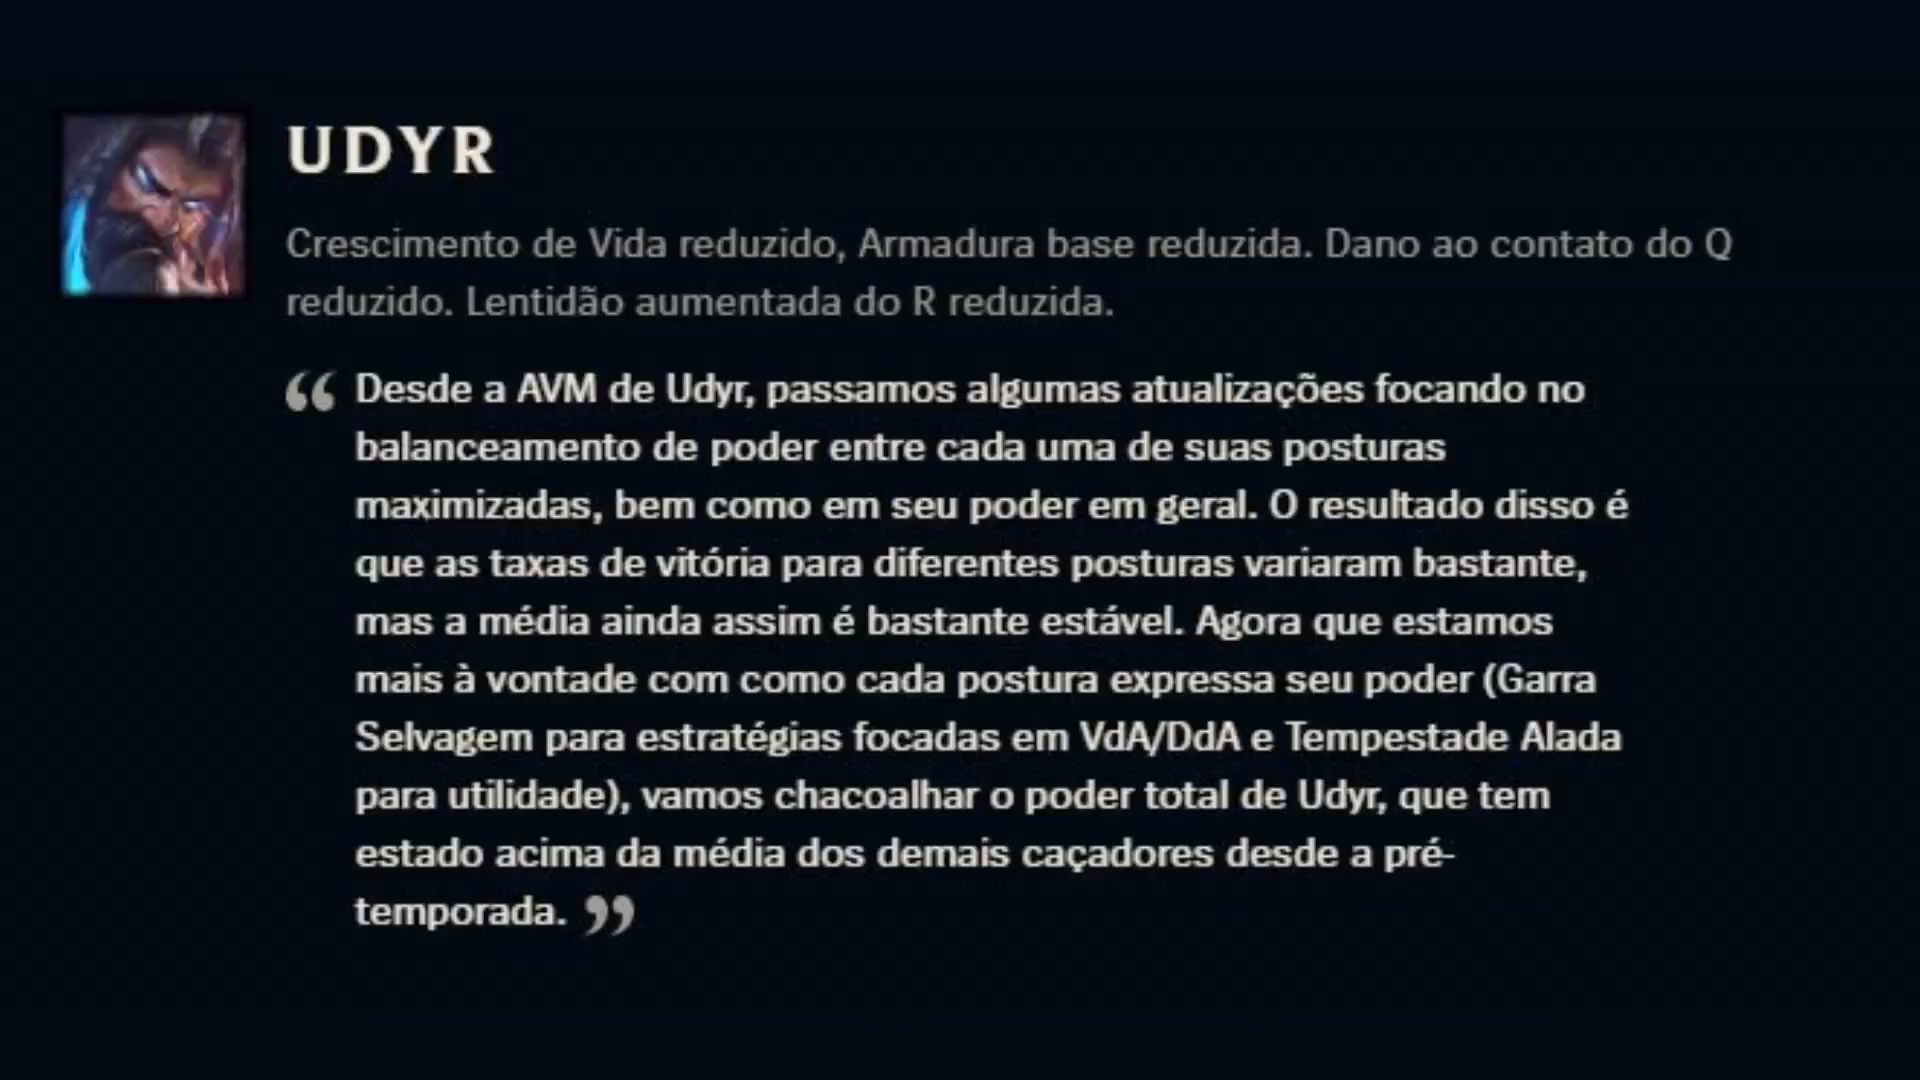 UDYR
Crescimento de Vida reduzido, Armadura base reduzida. Dano ao contato do Q
reduzido. Lentidão aumentada do R reduzida.
“ Desde a AVM de Udyr, passamos algumas atualizações focando no
balanceamento de poder entre cada uma de suas posturas
maximizadas, bem como em seu poder em geral. O resultado disso é
que as taxas de vitória para diferentes posturas variaram bastante,
mas a média ainda assim é bastante estável. Agora que estamos
mais à vontade com como cada postura expressa seu poder (Garra
Selvagem para estratégias focadas em VdA/DdA e Tempestade Alada
para utilidade), vamos chacoalhar o poder total de Udyr, que tem
estado acima da média dos demais caçadores desde a pré-
temporada. ”